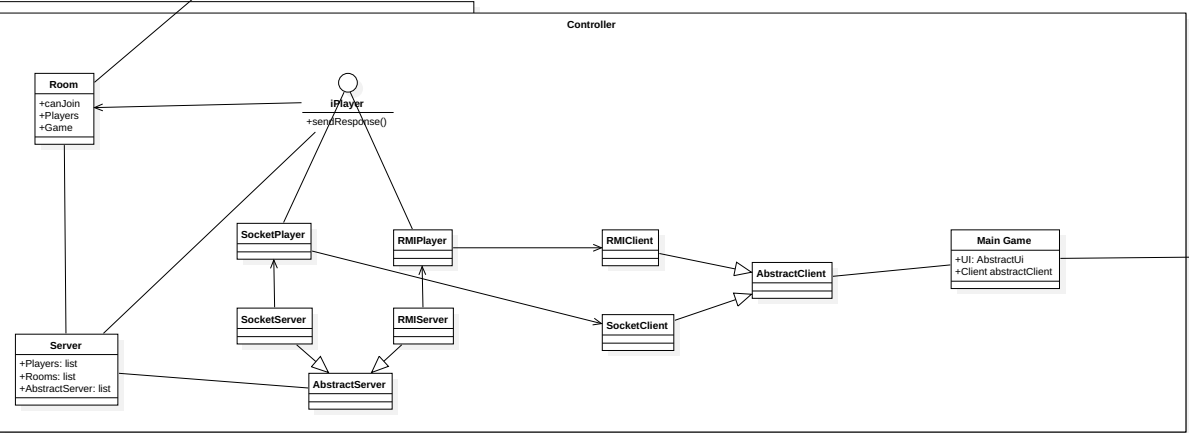 Controller
Room
+canJoin
+Players
+Game
iPlayer
+sendResponse()
SocketPlayer
RMIPlayer
RMIClient
AbstractClient
Main Game
+UI: AbstractUi
+Client abstractClient
SocketServer
RMIServer
SocketClient
Server
+Players: list
+Rooms: list
+AbstractServer: list
AbstractServer